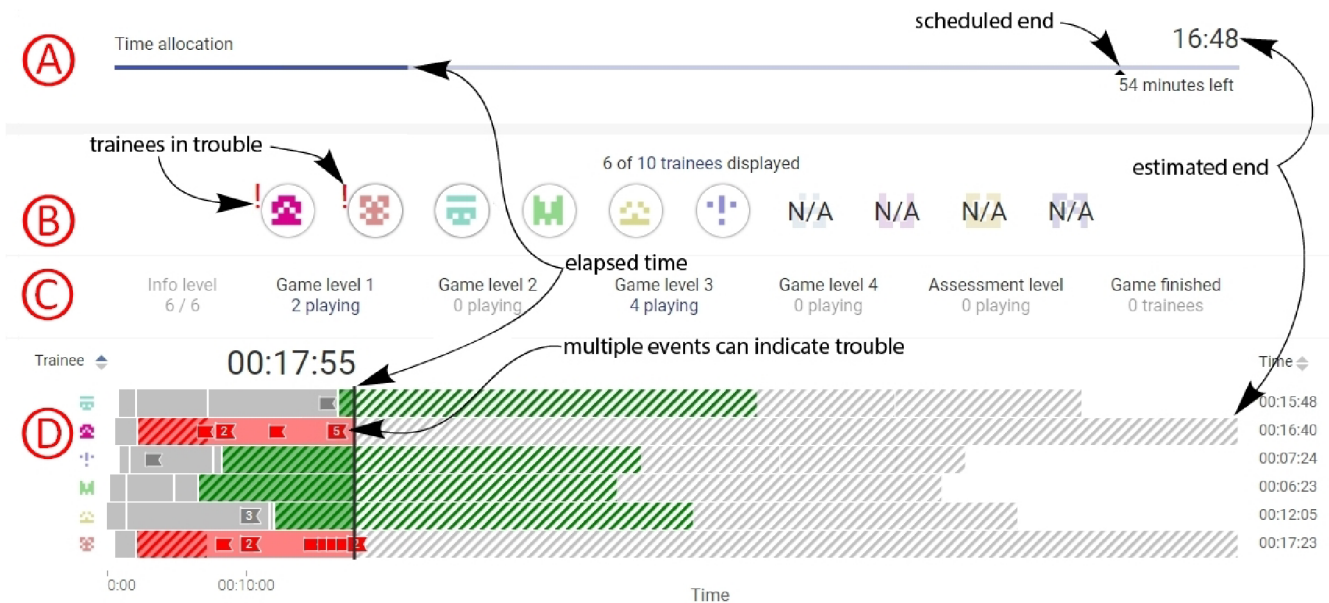 scheduled end
A
Time allocation
16:48
54 minutes left
trainees in trouble
6 of 10 trainees displayed
estimated end
B
! ! N/A N/A N/A N/A
elapsed time
C
Info level Game level 1 Game level 2 Game level 3 Game level 4 Assessment level Game finished
6 / 6 2 playing 0 playing 4 playing 0 playing 0 playing 0 trainees
multiple events can indicate trouble
Trainee 00:17:55 Time
D
00:15:48
2 5 00:16:40
00:07:24
00:06:23
3 00:12:05
2 2 00:17:23
0:00 00:10:00
Time